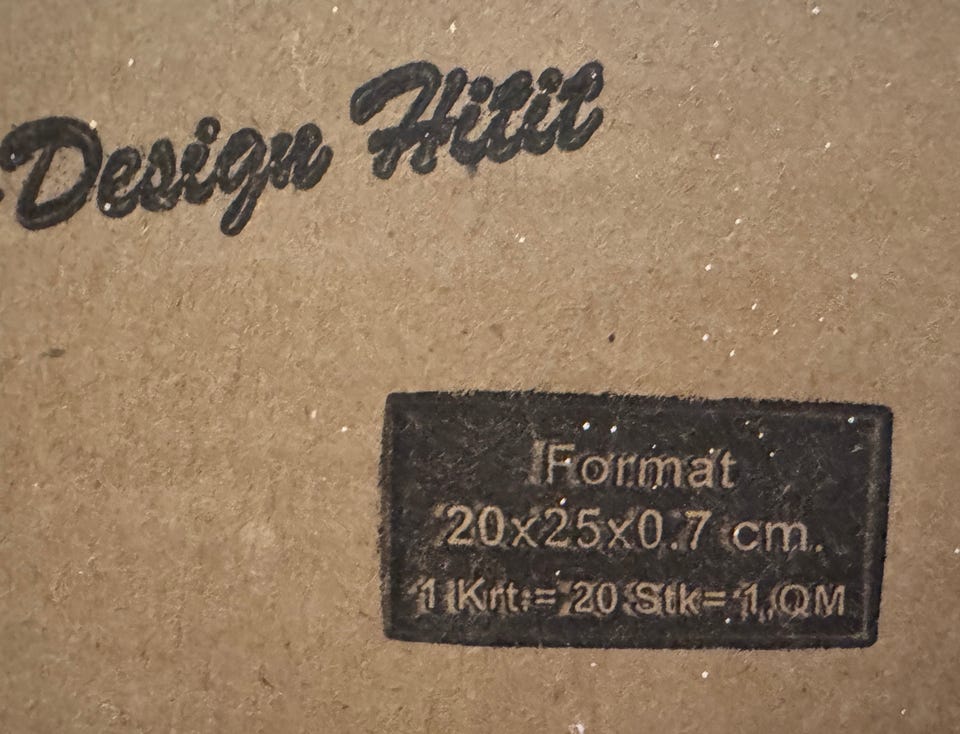 Design Hitit
Format
20x25x0.7 cm.
1 Krt.= 20 Stk= 1 QM